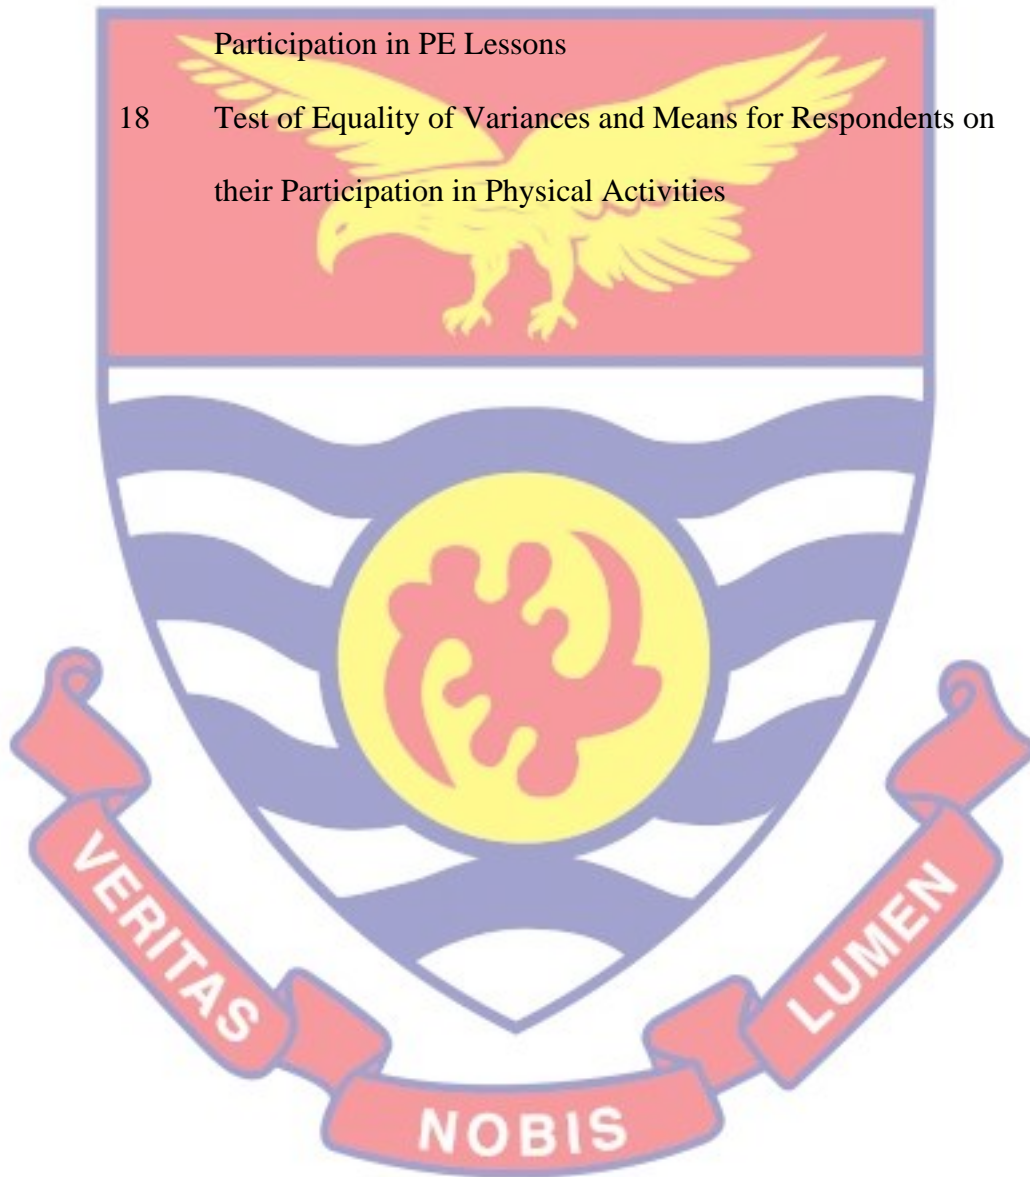 Participation in PE Lessons
18 Test of Equality of Variances and Means for Respondents on
their Participation in Physical Activities
VERITAS
NOBIS
LUMEN